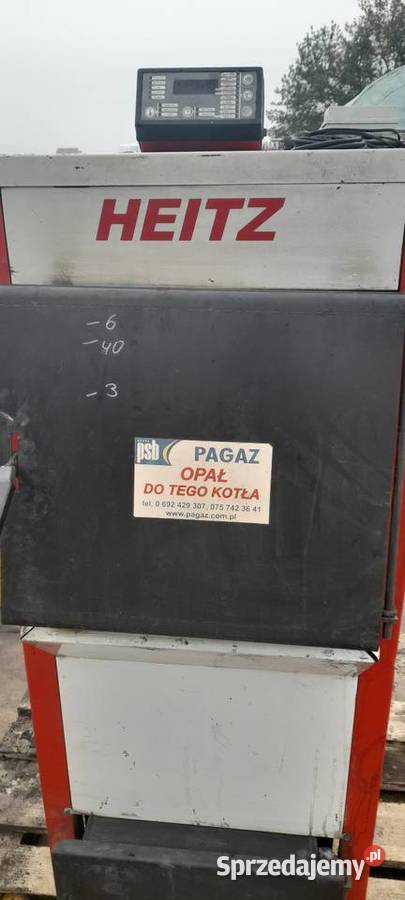 HEITZ
- 6
- 40
- 3
psb PAGAZ
OPAŁ
DO TEGO KOTŁA
tel. 0 692 429 307, 075 742 36 41
www.pagaz.com.pl
Sprzedajemy.pl